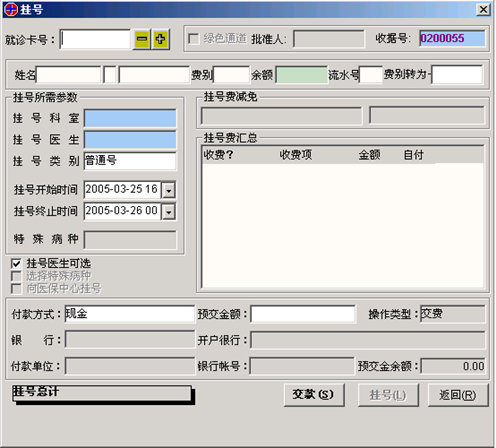 挂号
就诊卡号： 绿色通道 批准人： 收据号: 0200055
姓名 费别 余额 流水号 费别转为-
挂号所需参数 挂号费减免
挂 号 科 室
挂 号 医 生 挂号费汇总
挂 号 类 别 普通号 收费？ 收费项 金额 自付
挂号开始时间 2005-03-25 16
挂号终止时间 2005-03-26 00
特 殊 病 种
挂号医生可选
选择特殊病种
向医保中心挂号
付款方式： 现金 预交金额： 操作类型： 交费
银 行： 开户很行：
付款单位： 银行帐号： 预交金余额： 0.00
挂号总计 交款(S) 挂号(L) 返回(R)